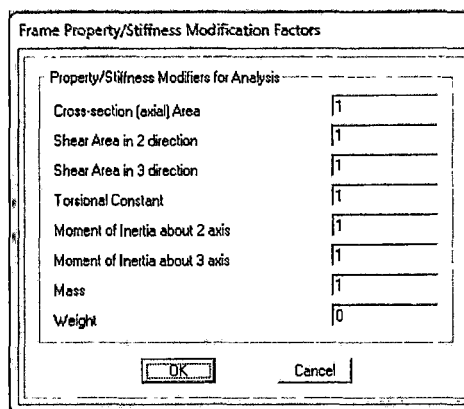 Frame Property/Stiffness Modification Factors
Property/Stiffness Modifiers for Analysis
Cross-section (axial) Area 1
Shear Area in 2 direction 1
Shear Area in 3 direction 1
Torsional Constant 1
Moment of Inertia about 2 axis 1
Moment of Inertia about 3 axis 1
Mass 1
Weight 0
OK Cancel